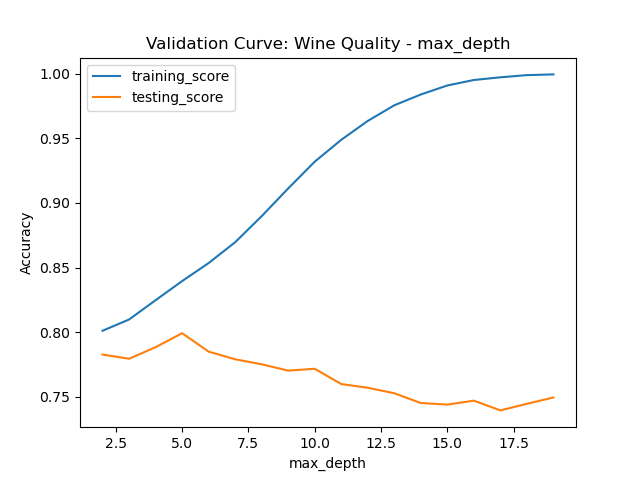 Validation Curve: Wine Quality - max_depth
training_score
testing_score
Accuracy
1.00
0.95
0.90
0.85
0.80
0.75
2.5 5.0 7.5 10.0 12.5 15.0 17.5
max_depth